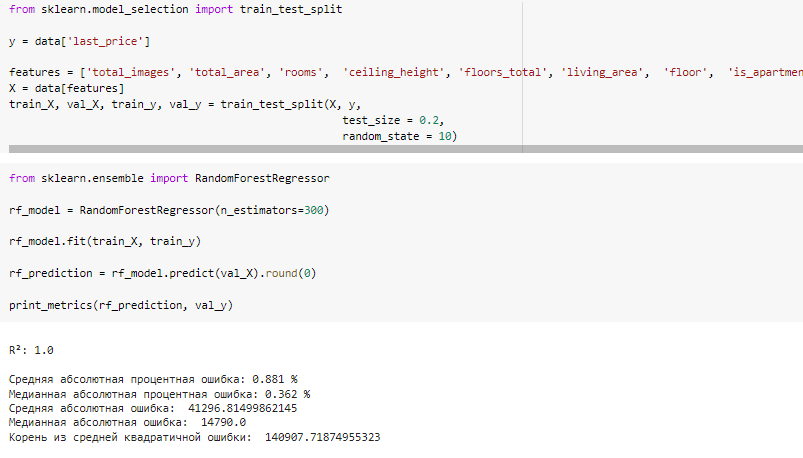 from sklearn.model_selection import train_test_split
y = data['last_price']
features = ['total_images', 'total_area', 'rooms',  'ceiling_height', 'floors_total', 'living_area',  'floor',  'is_apartmen
X = data[features]
train_X, val_X, train_y, val_y = train_test_split(X, y,
test_size = 0.2,
random_state = 10)
from sklearn.ensemble import RandomForestRegressor
rf_model = RandomForestRegressor(n_estimators=300)
rf_model.fit(train_X, train_y)
rf_prediction = rf_model.predict(val_X).round(0)
print_metrics(rf_prediction, val_y)
R²: 1.0
Средняя абсолютная процентная ошибка: 0.881 %
Медианная абсолютная процентная ошибка: 0.362 %
Средняя абсолютная ошибка:  41296.81499862145
Медианная абсолютная ошибка:  14790.0
Корень из средней квадратичной ошибки:  140907.71874955323